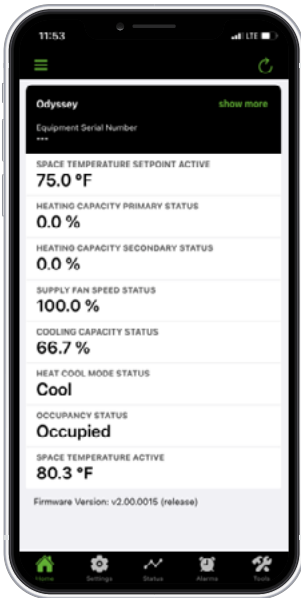 11:53
LTE
Odyssey show more
Equipment Serial Number
---
SPACE TEMPERATURE SETPOINT ACTIVE
75.0 °F
HEATING CAPACITY PRIMARY STATUS
0.0 %
HEATING CAPACITY SECONDARY STATUS
0.0 %
SUPPLY FAN SPEED STATUS
100.0 %
COOLING CAPACITY STATUS
66.7 %
HEAT COOL MODE STATUS
Cool
OCCUPANCY STATUS
Occupied
SPACE TEMPERATURE ACTIVE
80.3 °F
Firmware Version: v2.00.0015 (release)
Home Settings Status Alarms Tools